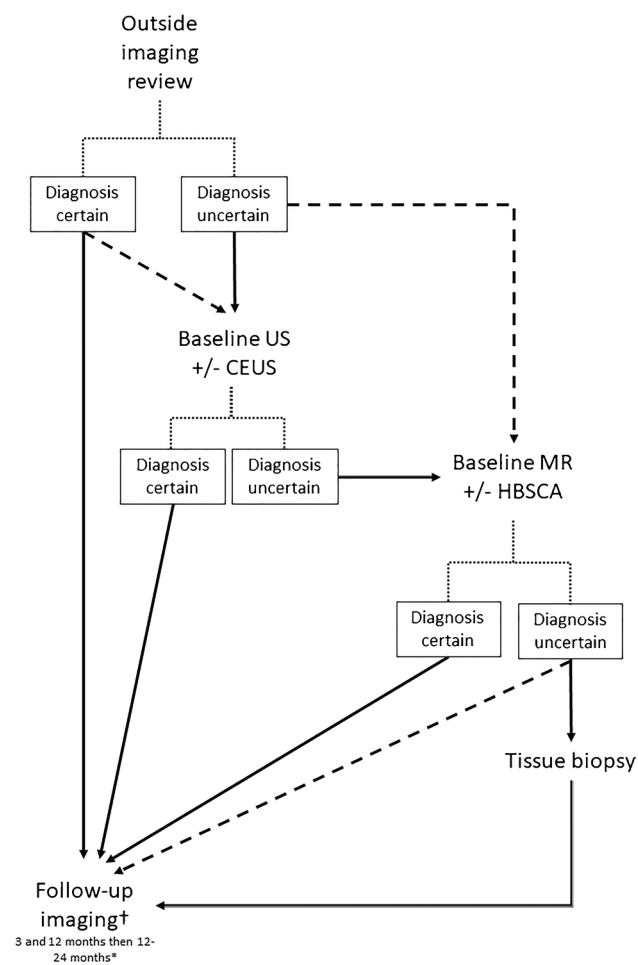 Outside
imaging
review
Diagnosis
certain
Diagnosis
uncertain
Baseline US
+/- CEUS
Diagnosis
certain
Diagnosis
uncertain
Baseline MR
+/- HBSCA
Diagnosis
certain
Diagnosis
uncertain
Tissue biopsy
Follow-up
imaging†
3 and 12 months then 12-
24 months*